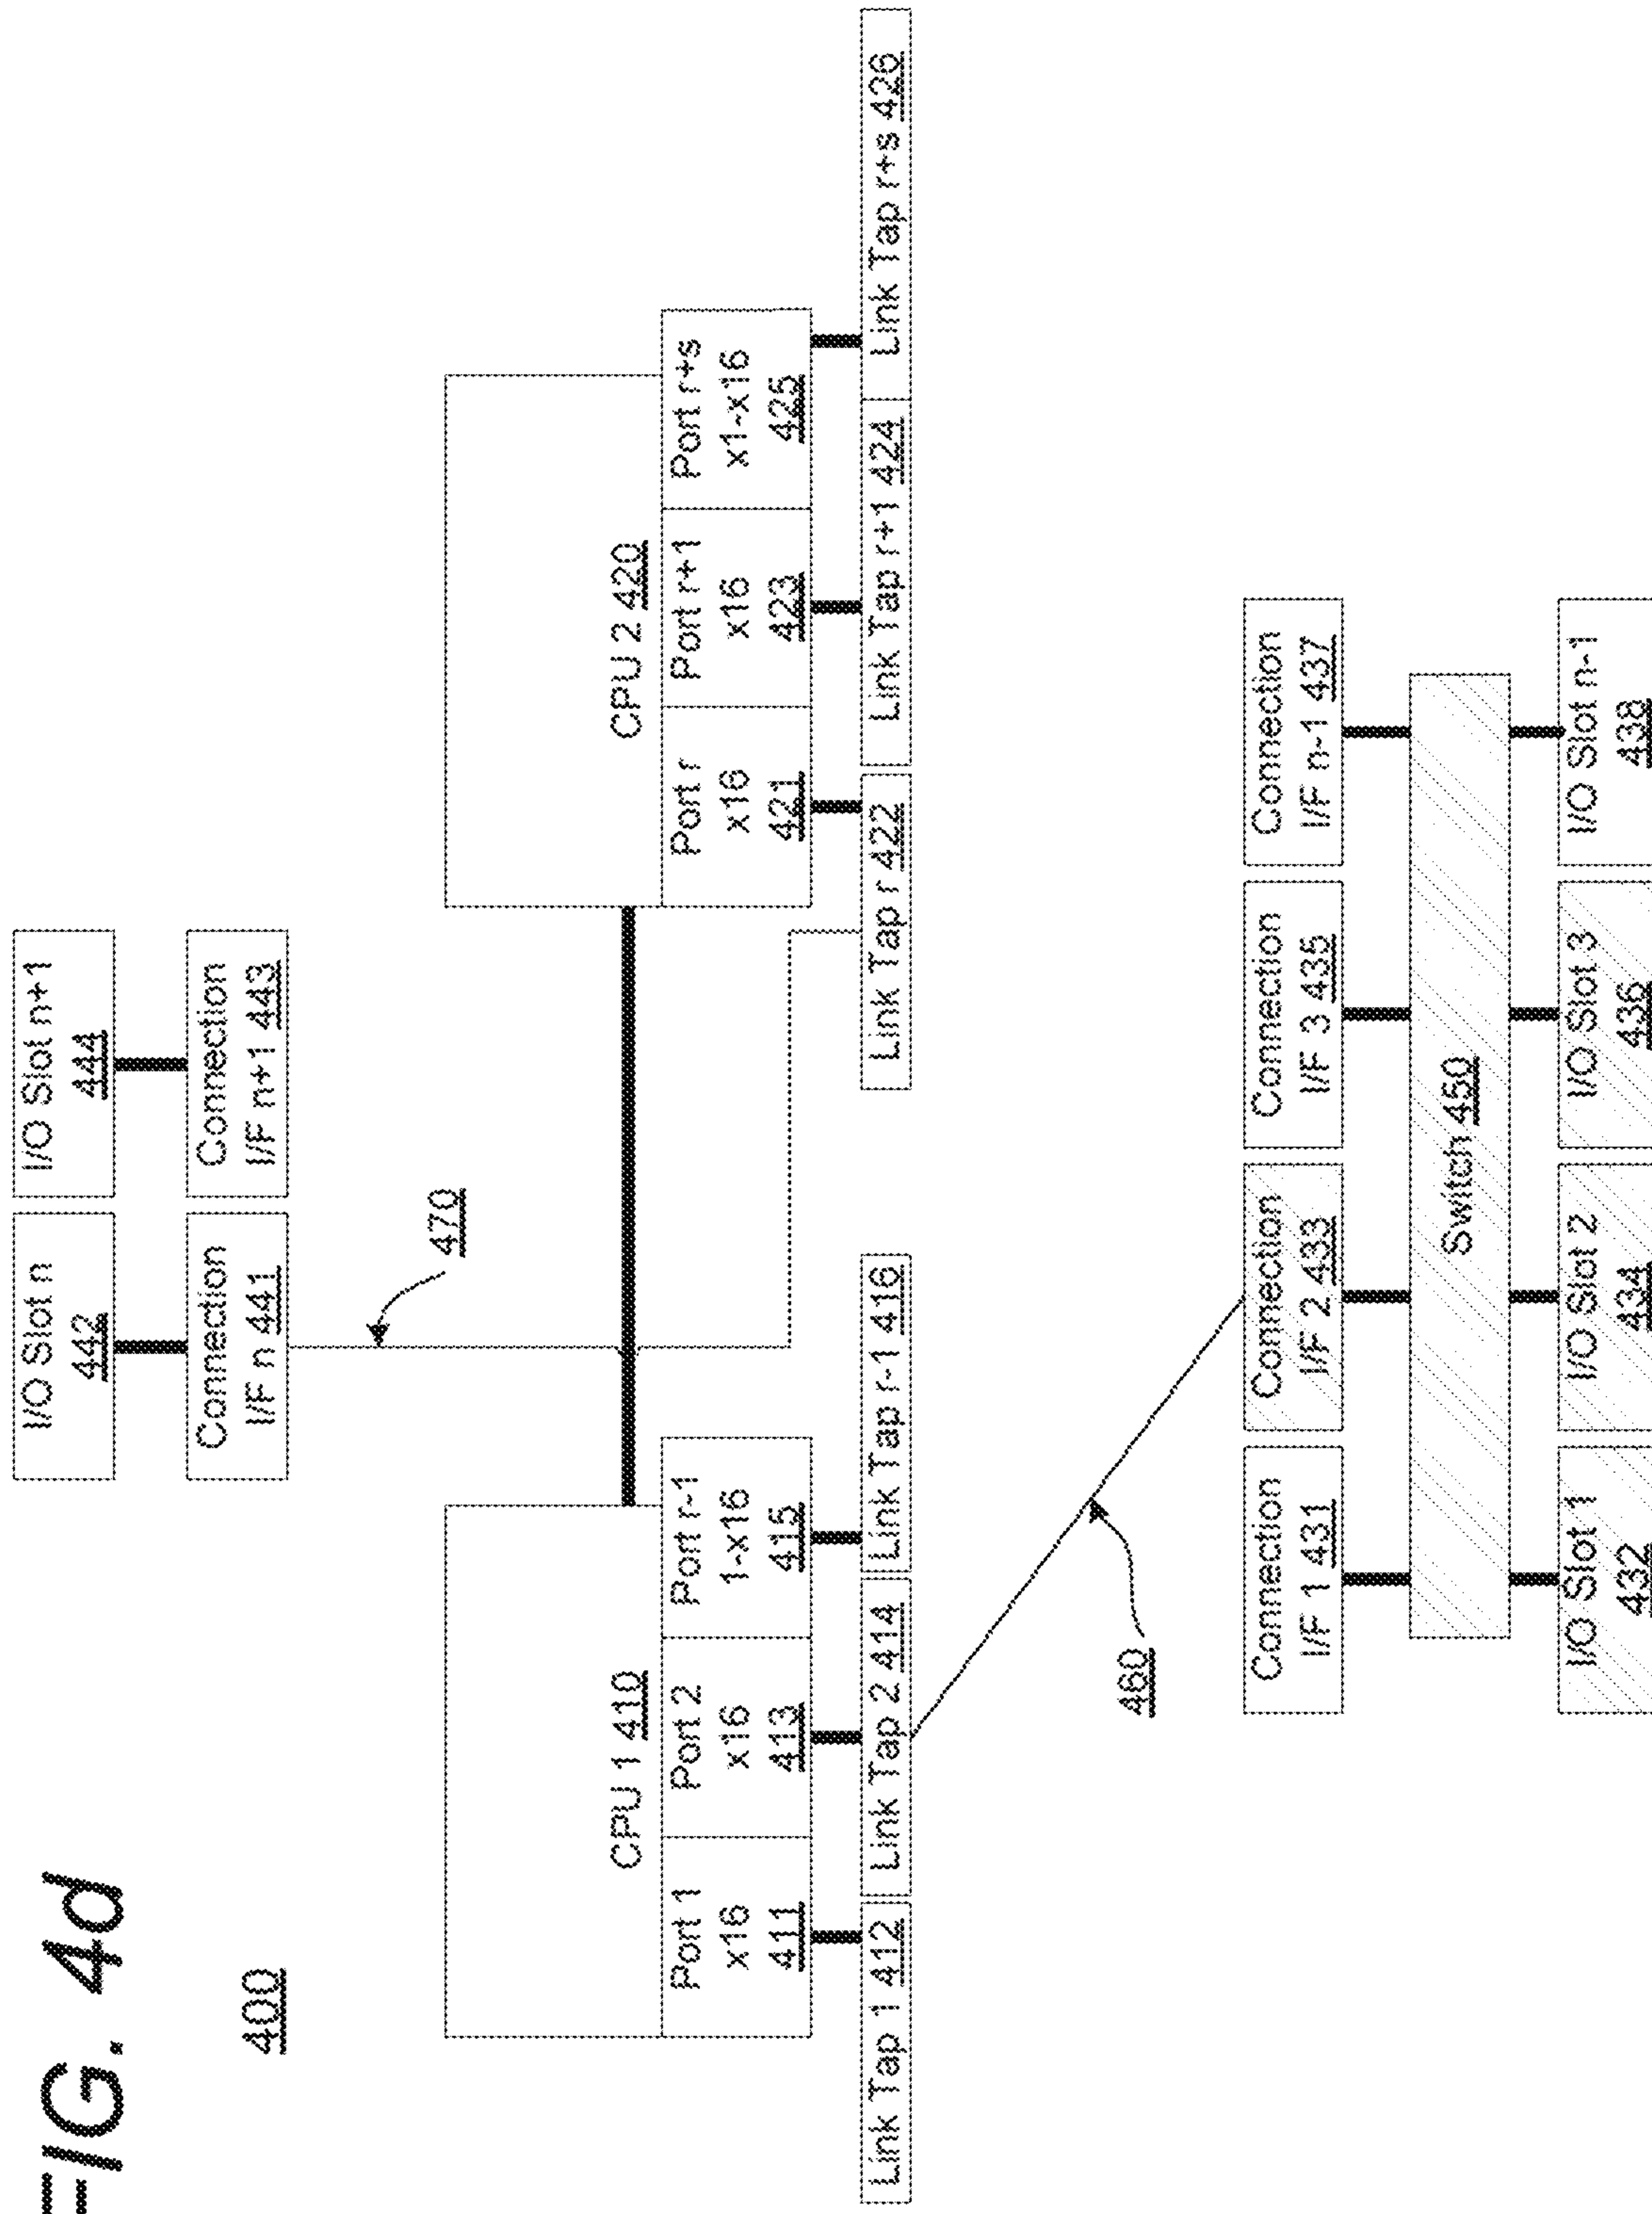 FIG. 4d
400
I/O Slot n
442
I/O Slot n+1
444
Connection
I/F n 441
Connection
I/F n+1 443
470
CPU 1 410
CPU 2 420
Port 1
x16
411
Port 2
x16
413
Port r-1
1-x16
415
Port r
x16
421
Port r+1
x16
423
Port r+s
x1-x16
425
Link Tap 1 412
Link Tap 2 414
Link Tap r-1 416
Link Tap r 422
Link Tap r+1 424
Link Tap r+s 426
460
Connection
I/F 1 431
Connection
I/F 2 433
Connection
I/F 3 435
Connection
I/F n-1 437
Switch 450
I/O Slot 1
432
I/O Slot 2
434
I/O Slot 3
436
I/O Slot n-1
438